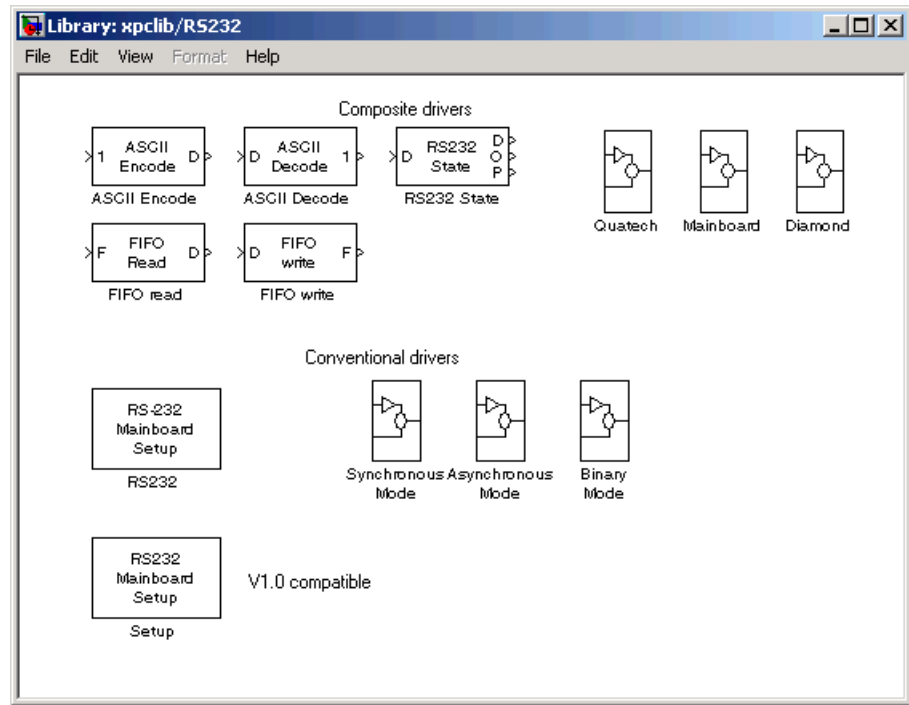 Library: xpclib/RS232
File Edit View Format Help
Composite drivers
1 ASCII Encode D
ASCII Encode
D ASCII Decode 1
ASCII Decode
D RS232 State D O P
RS232 State
Quatech
Mainboard
Diamond
F FIFO Read D
FIFO read
D FIFO write F
FIFO write
Conventional drivers
RS-232
Mainboard
Setup
RS232
Synchronous
Mode
Asynchronous
Mode
Binary
Mode
RS232
Mainboard
Setup
Setup
V1.0 compatible